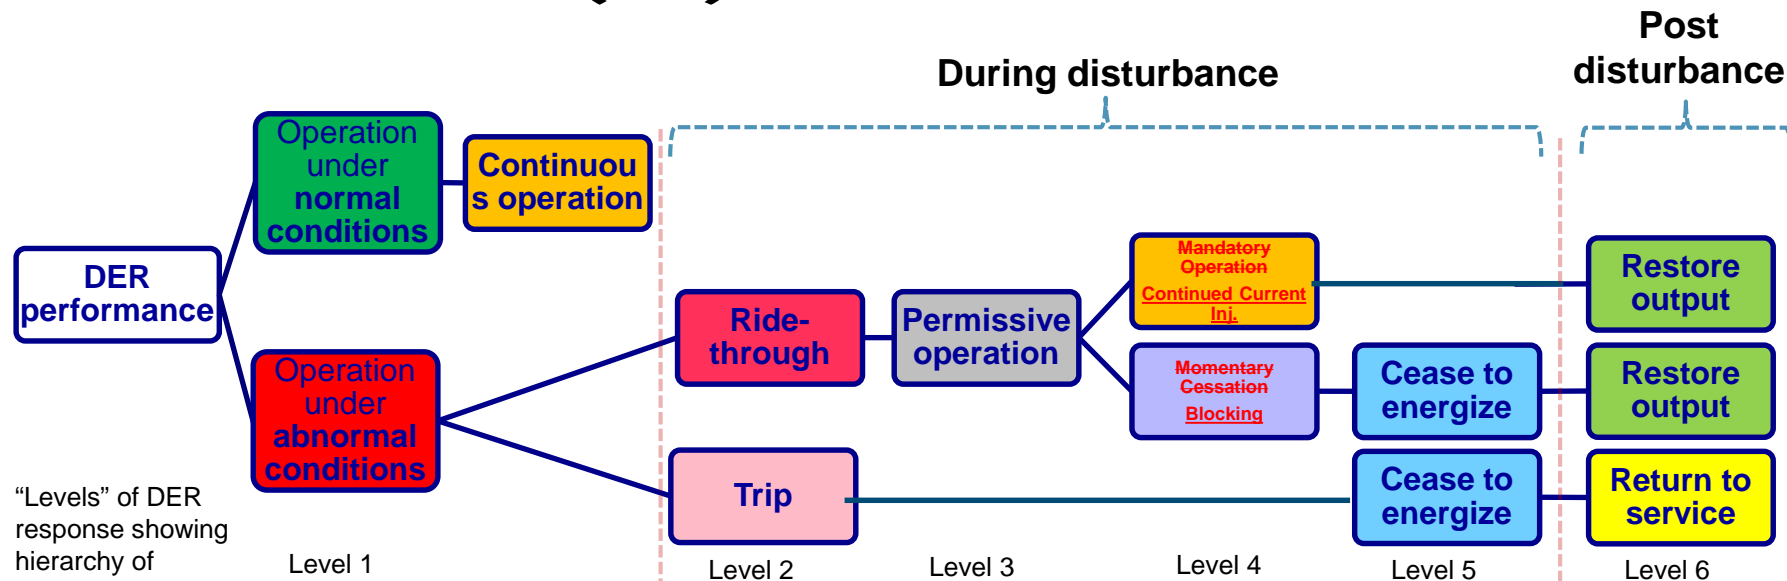 Post
disturbance
During disturbance
Operation
under
normal
conditions
Continuou
s operation
DER
performance
Operation
under
abnormal
conditions
Ride-
through
Permissive
operation
Mandatory
Operation
Continued Current
Inj.
Restore
output
Momentary
Cessation
Blocking
Cease to
energize
Restore
output
Trip
Cease to
energize
Return to
service
“Levels” of DER
response showing
hierarchy of
Level 1
Level 2
Level 3
Level 4
Level 5
Level 6